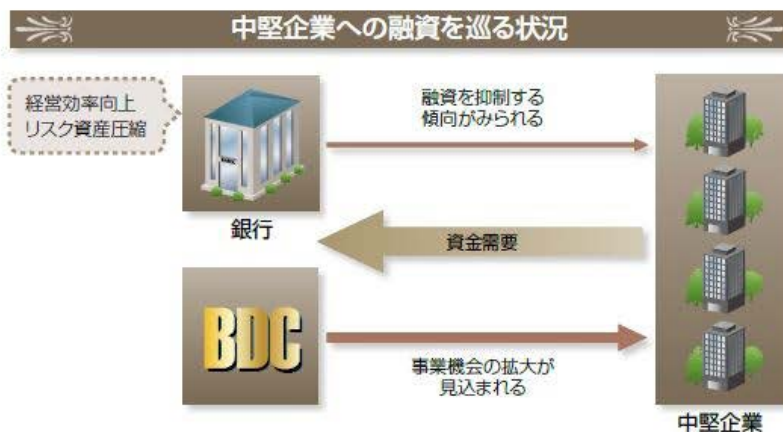 中堅企業への融資を巡る状況
経営効率向上
リスク資産圧縮
BDC
銀行
融資を抑制する
傾向がみられる
資金需要
BDC
事業機会の拡大が
見込まれる
中堅企業